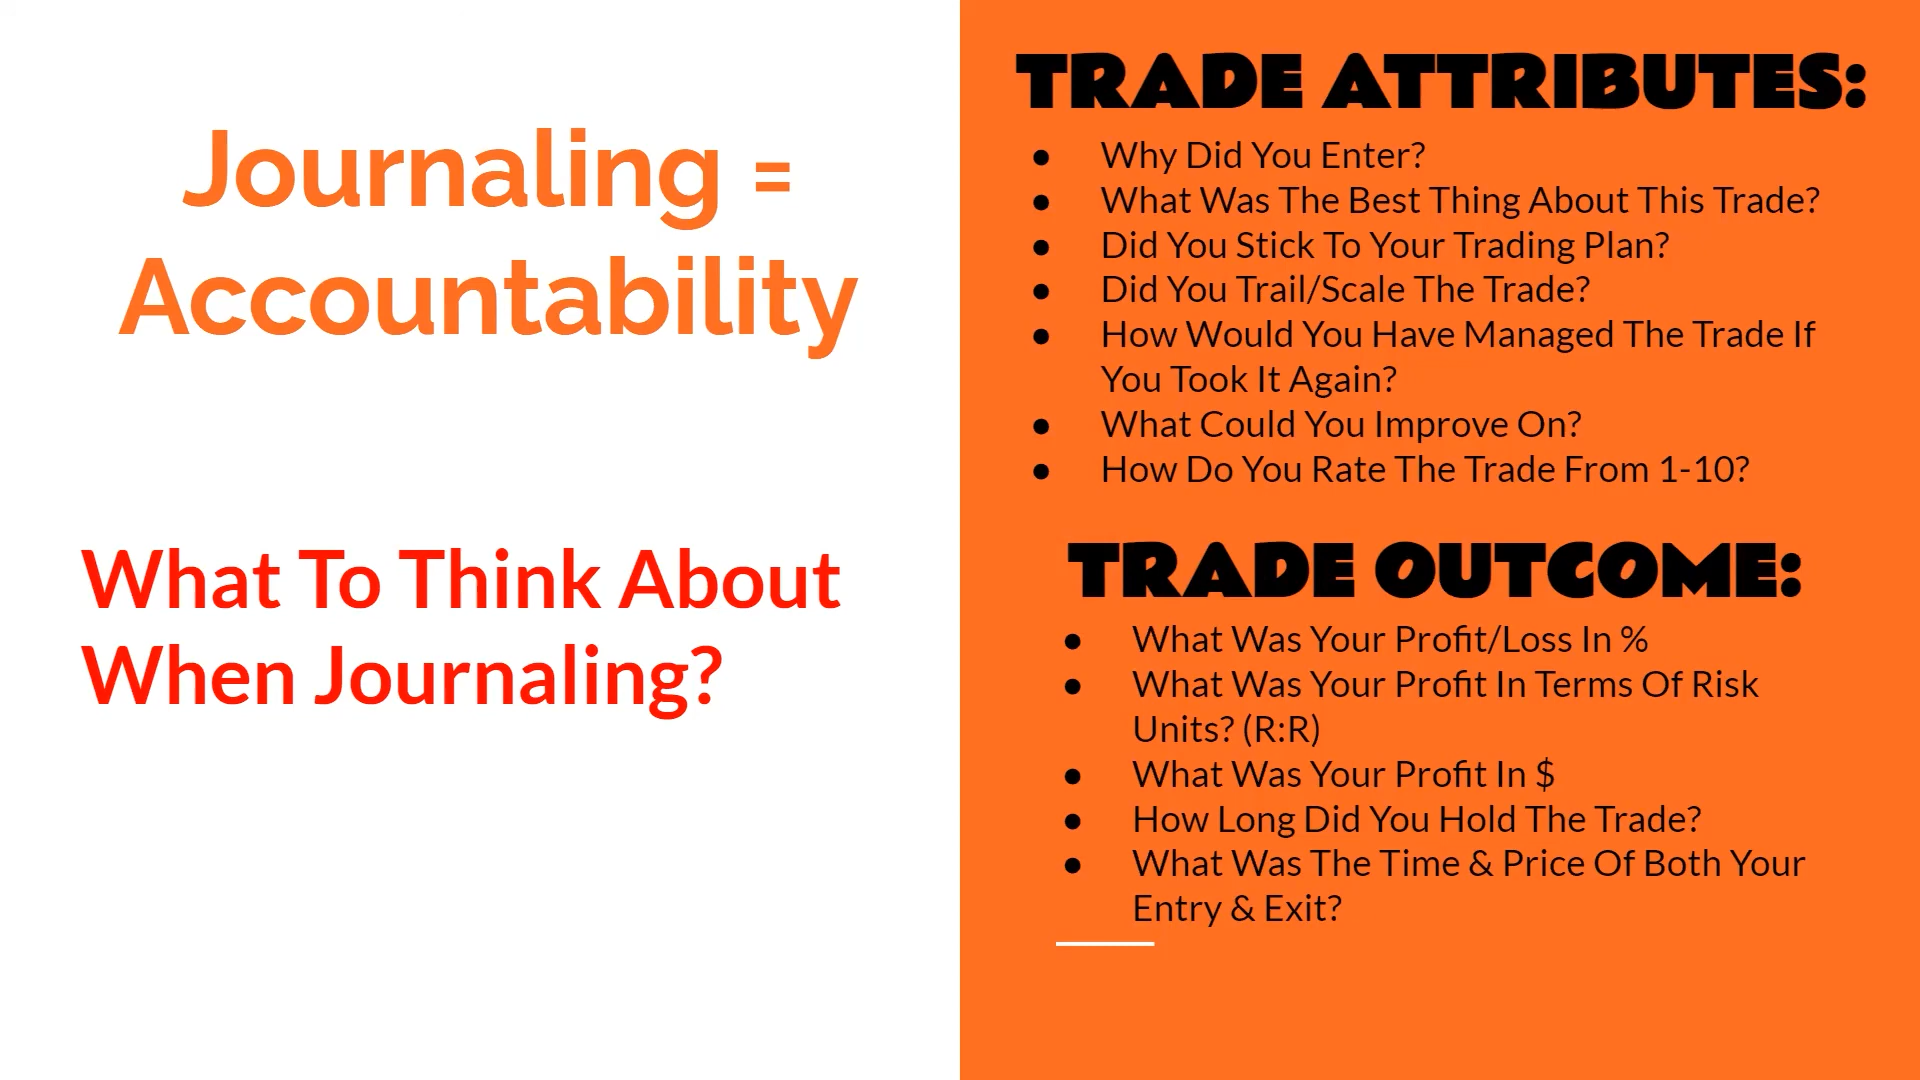 Journaling =
Accountability
What To Think About
When Journaling?
TRADE ATTRIBUTES:
● Why Did You Enter?
● What Was The Best Thing About This Trade?
● Did You Stick To Your Trading Plan?
● Did You Trail/Scale The Trade?
● How Would You Have Managed The Trade If
You Took It Again?
● What Could You Improve On?
● How Do You Rate The Trade From 1-10?
TRADE OUTCOME:
● What Was Your Profit/Loss In %
● What Was Your Profit In Terms Of Risk
Units? (R:R)
● What Was Your Profit In $
● How Long Did You Hold The Trade?
● What Was The Time & Price Of Both Your
Entry & Exit?